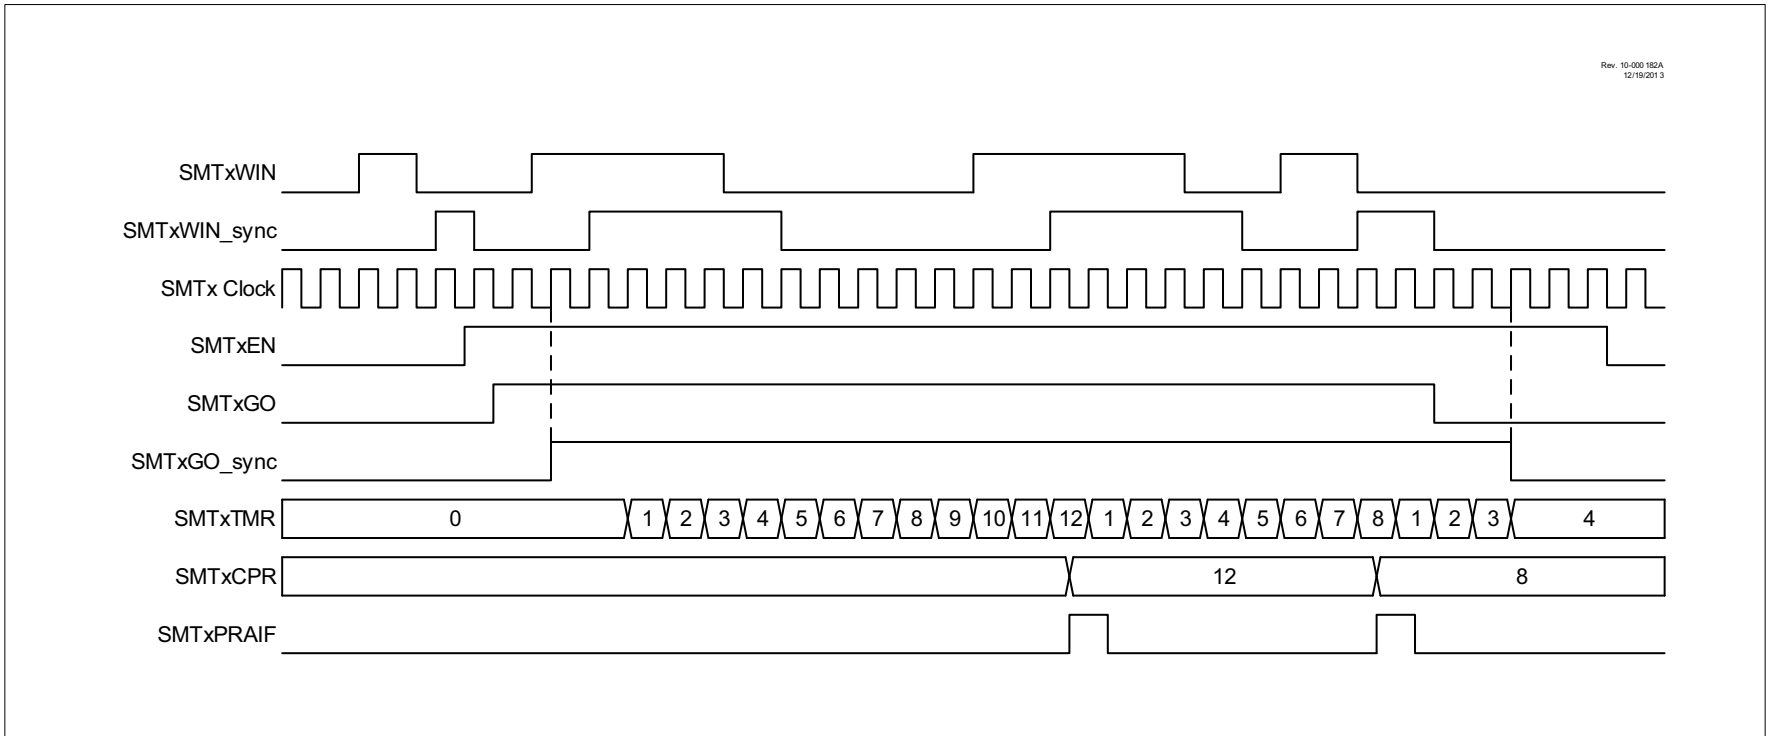 Rev. 10-000 182A
12/19/201 3
SMTxWIN
SMTxWIN_sync
SMTx Clock
SMTxEN
SMTxGO
SMTxGO_sync
SMTxTMR 0 1 2 3 4 5 6 7 8 9 10 11 12 1 2 3 4 5 6 7 8 1 2 3 4
SMTxCPR 12 8
SMTxPRAIF